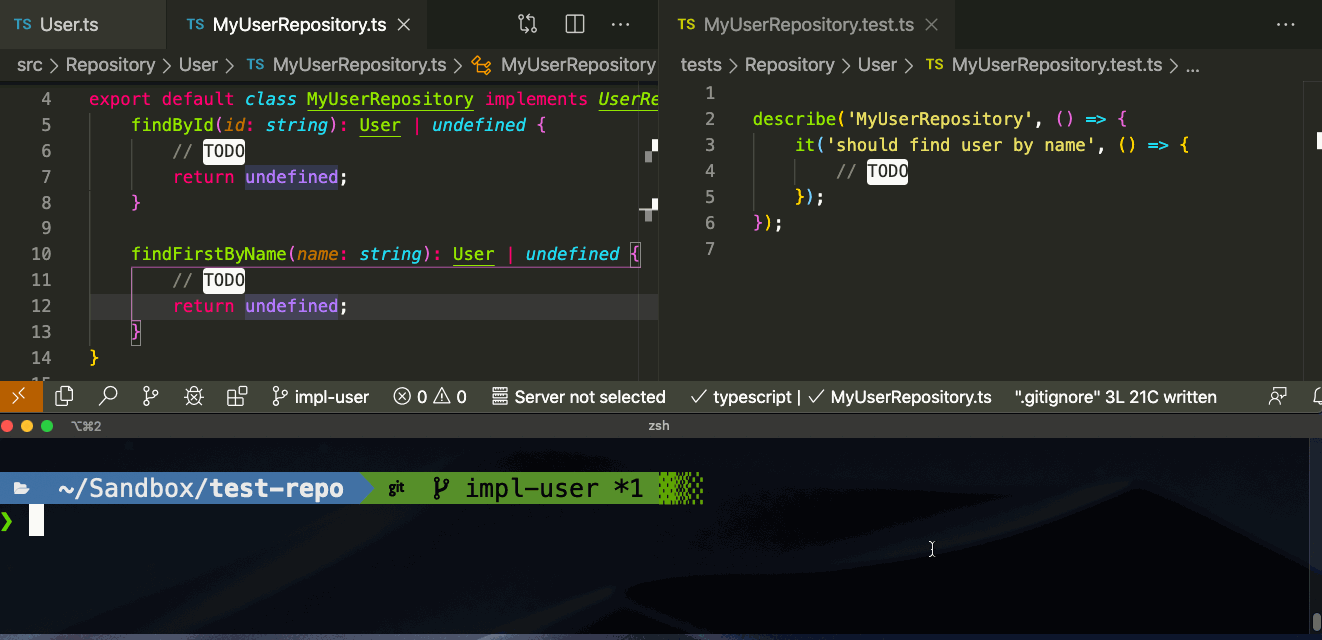 TS User.ts
TS MyUserRepository.ts
src > Repository > User > TS MyUserRepository.ts > MyUserRepository
4 export default class MyUserRepository implements UserRe
5 findById(id: string): User | undefined {
6 // TODO
7 return undefined;
8 }
9
10 findFirstByName(name: string): User | undefined {
11 // TODO
12 return undefined;
13 }
14 }
15
TS MyUserRepository.test.ts
tests > Repository > User > TS MyUserRepository.test.ts > ...
1
2 describe('MyUserRepository', () => {
3 it('should find user by name', () => {
4 // TODO
5 });
6 });
7
impl-user 0 0 Server not selected typescript | MyUserRepository.ts ".gitignore" 3L 21C written
⌥⌘2 zsh
~/Sandbox/test-repo git impl-user *1
❯